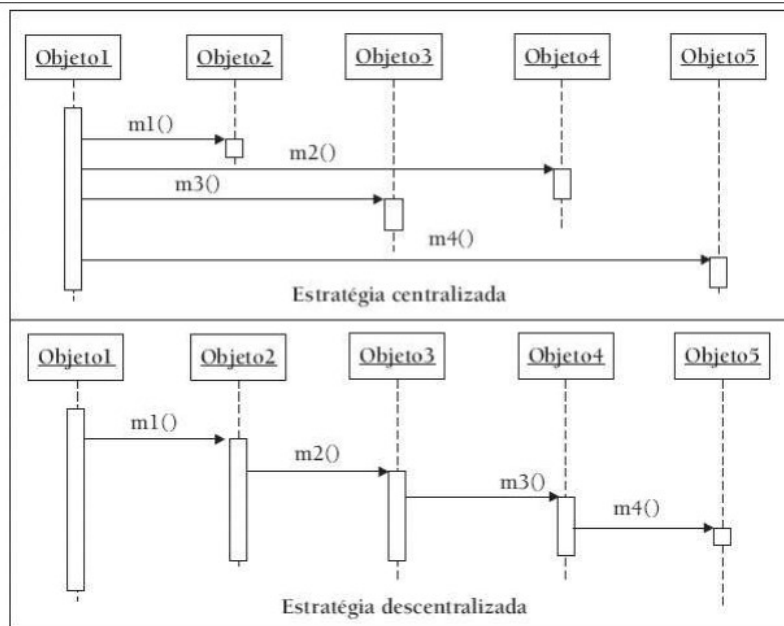 Objeto1 Objeto2 Objeto3 Objeto4 Objeto5
m1()
m2()
m3()
m4()
Estratégia centralizada
Objeto1 Objeto2 Objeto3 Objeto4 Objeto5
m1()
m2()
m3()
m4()
Estratégia descentralizada